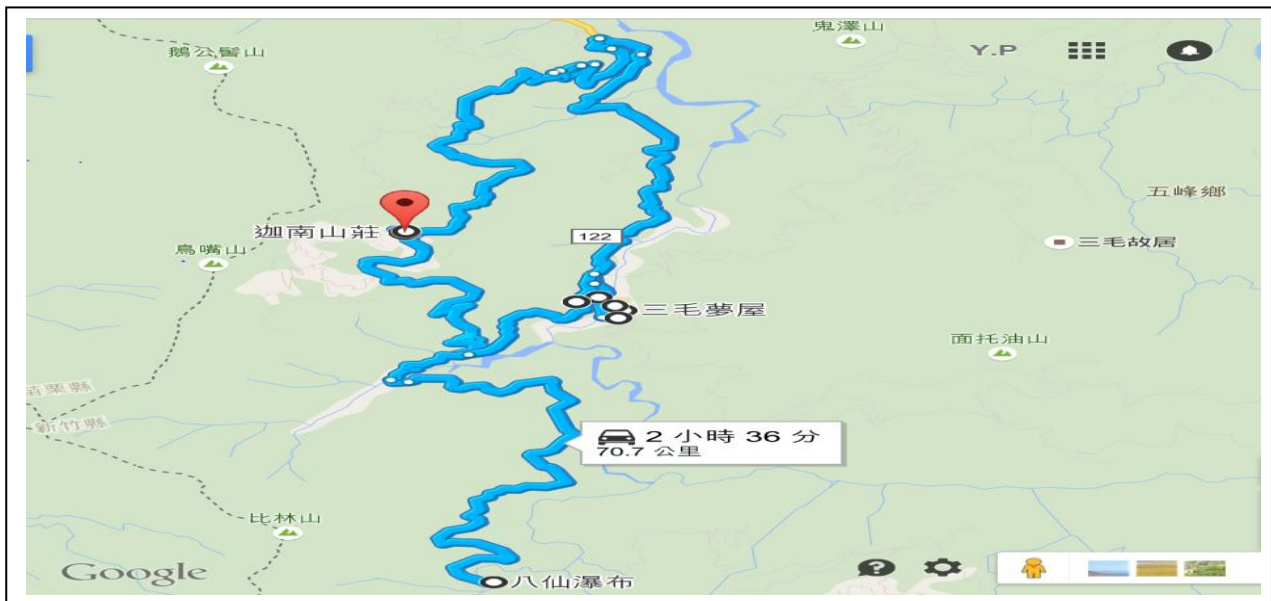 鬼澤山
鵝公髻山
Y.P
五峰鄉
迦南山莊
122
三毛故居
鳥嘴山
三毛夢屋
面托油山
苗栗縣
新竹縣
2 小時 36 分
70.7 公里
比林山
Google
八仙瀑布